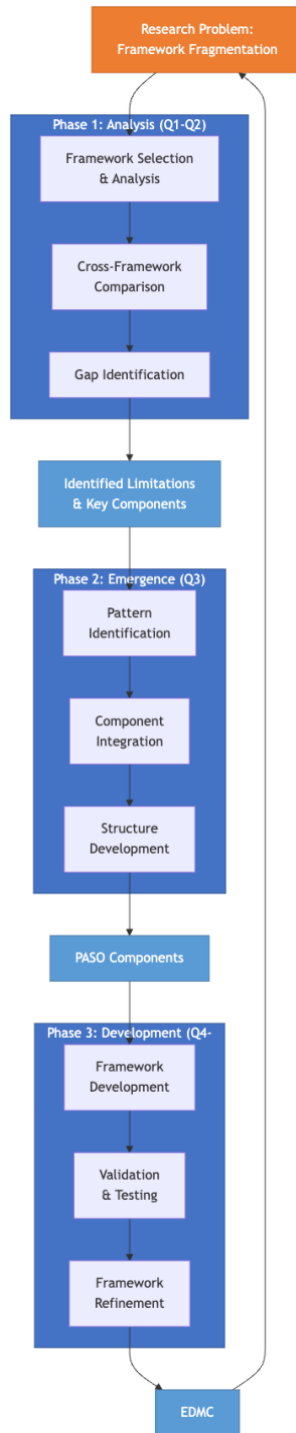 Research Problem:
Framework Fragmentation
Phase 1: Analysis (Q1-Q2)
Framework Selection
& Analysis
Cross-Framework
Comparison
Gap Identification
Identified Limitations
& Key Components
Phase 2: Emergence (Q3)
Pattern
Identification
Component
Integration
Structure
Development
PASO Components
Phase 3: Development (Q4-
Framework
Development
Validation
& Testing
Framework
Refinement
EDMC